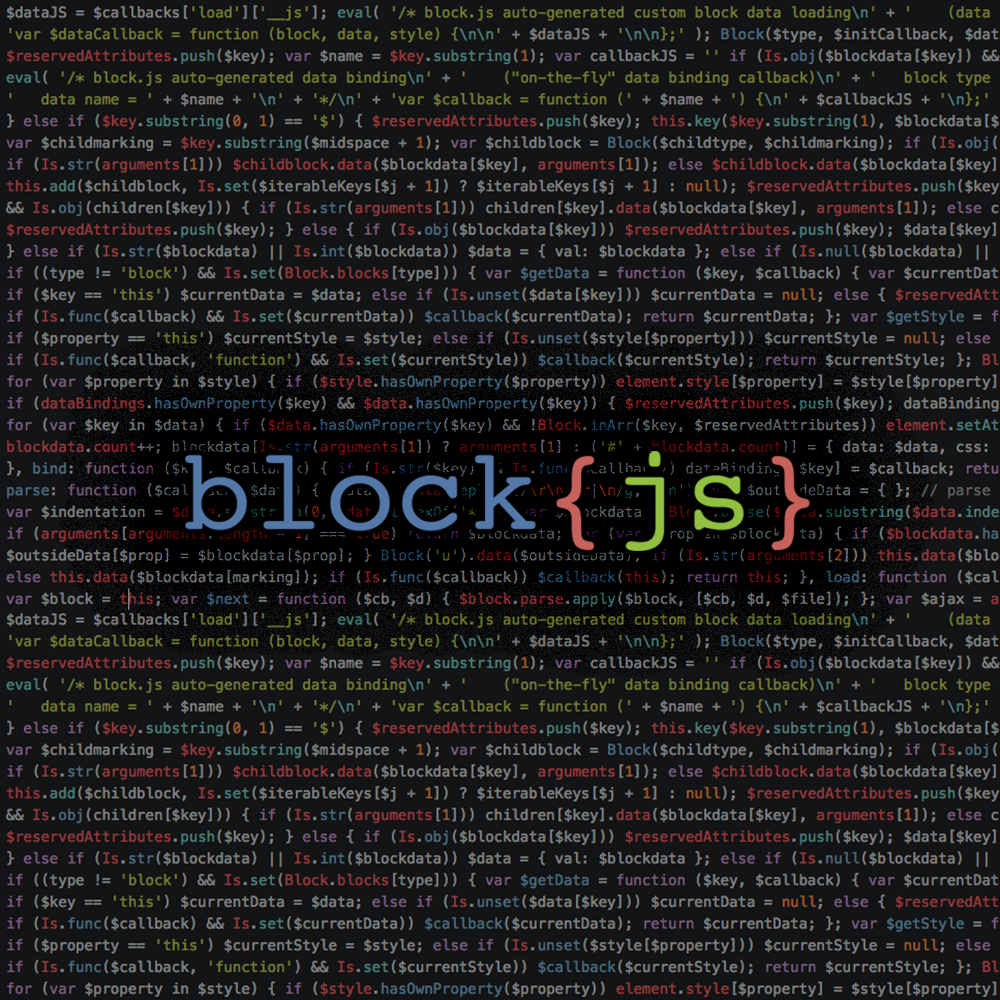 $dataJS = $callbacks['load']['__js']; eval( '/* block.js auto-generated custom block data loading\n' + '    (data
'var $dataCallback = function (block, data, style) {\n\n' + $dataJS + '\n\n};' ); Block($type, $initCallback, $dat
$reservedAttributes.push($key); var $name = $key.substring(1); var callbackJS = '' if (Is.obj($blockdata[$key]) &&
eval( '/* block.js auto-generated data binding\n' + '    ("on-the-fly" data binding callback)\n' + '   block type
'   data name = ' + $name + '\n' + '*/\n' + 'var $callback = function (' + $name + ') {\n' + $callbackJS + '\n};'
} else if ($key.substring(0, 1) == '$') { $reservedAttributes.push($key); this.key($key.substring(1), $blockdata[$
var $childmarking = $key.substring($midspace + 1); var $childblock = Block($childtype, $childmarking); if (Is.obj(
if (Is.str(arguments[1])) $childblock.data($blockdata[$key], arguments[1]); else $childblock.data($blockdata[$key]
this.add($childblock, Is.set($iterableKeys[$j + 1]) ? $iterableKeys[$j + 1] : null); $reservedAttributes.push($key
&& Is.obj(children[$key])) { if (Is.str(arguments[1])) children[$key].data($blockdata[$key], arguments[1]); else c
$reservedAttributes.push($key); } else { if (Is.obj($blockdata[$key])) $reservedAttributes.push($key); $data[$key]
} else if (Is.str($blockdata) || Is.int($blockdata)) $data = { val: $blockdata }; else if (Is.null($blockdata) ||
if ((type != 'block') && Is.set(Block.blocks[type])) { var $getData = function ($key, $callback) { var $currentDat
if ($key == 'this') $currentData = $data; else if (Is.unset($data[$key])) $currentData = null; else { $reservedAtt
if (Is.func($callback) && Is.set($currentData)) $callback($currentData); return $currentData; }; var $getStyle = f
if ($property == 'this') $currentStyle = $style; else if (Is.unset($style[$property])) $currentStyle = null; else
if (Is.func($callback, 'function') && Is.set($currentStyle)) $callback($currentStyle); return $currentStyle; }; Bl
for (var $property in $style) { if ($style.hasOwnProperty($property)) element.style[$property] = $style[$property]
if (dataBindings.hasOwnProperty($key) && $data.hasOwnProperty($key)) { $reservedAttributes.push($key); dataBinding
for (var $key in $data) { if ($data.hasOwnProperty($key) && !Block.inArr($key, $reservedAttributes)) element.setAt
blockdata.count++; blockdata[Is.str(arguments[1]) ? arguments[1] : ('#' + blockdata.count)] = { data: $data, css:
}, bind: function ($key, $callback) { if (Is.str($key) Is.func($callback)) dataBinding $key] = $callback; retu
block{js}
parse: function ($cal $da ) { \r\n \n/g, $outsideData = { }; // parse
var $indentation = (0, $blockdata .substring($data.inde
if (arguments true) return $blockdata; for (var $prop in $blockdata) { if ($blockdata.ha
$outsideData[$prop] = $blockdata[$prop]; } Block('u').data($outsidedata); if (Is.str(arguments[2])) this.data($blo
else this.data($blockdata[marking]); if (Is.func($callback)) $callback(this); return this; }, load: function ($cal
var $block = this; var $next = function ($cb, $d) { $block.parse.apply($block, [$cb, $d, $file]); }; var $ajax = a
$dataJS = $callbacks['load']['__js']; eval( '/* block.js auto-generated custom block data loading\n' + '    (data
'var $dataCallback = function (block, data, style) {\n\n' + $dataJS + '\n\n};' ); Block($type, $initCallback, $dat
$reservedAttributes.push($key); var $name = $key.substring(1); var callbackJS = '' if (Is.obj($blockdata[$key]) &&
eval( '/* block.js auto-generated data binding\n' + '    ("on-the-fly" data binding callback)\n' + '   block type
'   data name = ' + $name + '\n' + '*/\n' + 'var $callback = function (' + $name + ') {\n' + $callbackJS + '\n};'
} else if ($key.substring(0, 1) == '$') { $reservedAttributes.push($key); this.key($key.substring(1), $blockdata[$
var $childmarking = $key.substring($midspace + 1); var $childblock = Block($childtype, $childmarking); if (Is.obj(
if (Is.str(arguments[1])) $childblock.data($blockdata[$key], arguments[1]); else $childblock.data($blockdata[$key]
this.add($childblock, Is.set($iterableKeys[$j + 1]) ? $iterableKeys[$j + 1] : null); $reservedAttributes.push($key
&& Is.obj(children[$key])) { if (Is.str(arguments[1])) children[$key].data($blockdata[$key], arguments[1]); else c
$reservedAttributes.push($key); } else { if (Is.obj($blockdata[$key])) $reservedAttributes.push($key); $data[$key]
} else if (Is.str($blockdata) || Is.int($blockdata)) $data = { val: $blockdata }; else if (Is.null($blockdata) ||
if ((type != 'block') && Is.set(Block.blocks[type])) { var $getData = function ($key, $callback) { var $currentDat
if ($key == 'this') $currentData = $data; else if (Is.unset($data[$key])) $currentData = null; else { $reservedAtt
if (Is.func($callback) && Is.set($currentData)) $callback($currentData); return $currentData; }; var $getStyle = f
if ($property == 'this') $currentStyle = $style; else if (Is.unset($style[$property])) $currentStyle = null; else
if (Is.func($callback, 'function') && Is.set($currentStyle)) $callback($currentStyle); return $currentStyle; }; Bl
for (var $property in $style) { if ($style.hasOwnProperty($property)) element.style[$property] = $style[$property]